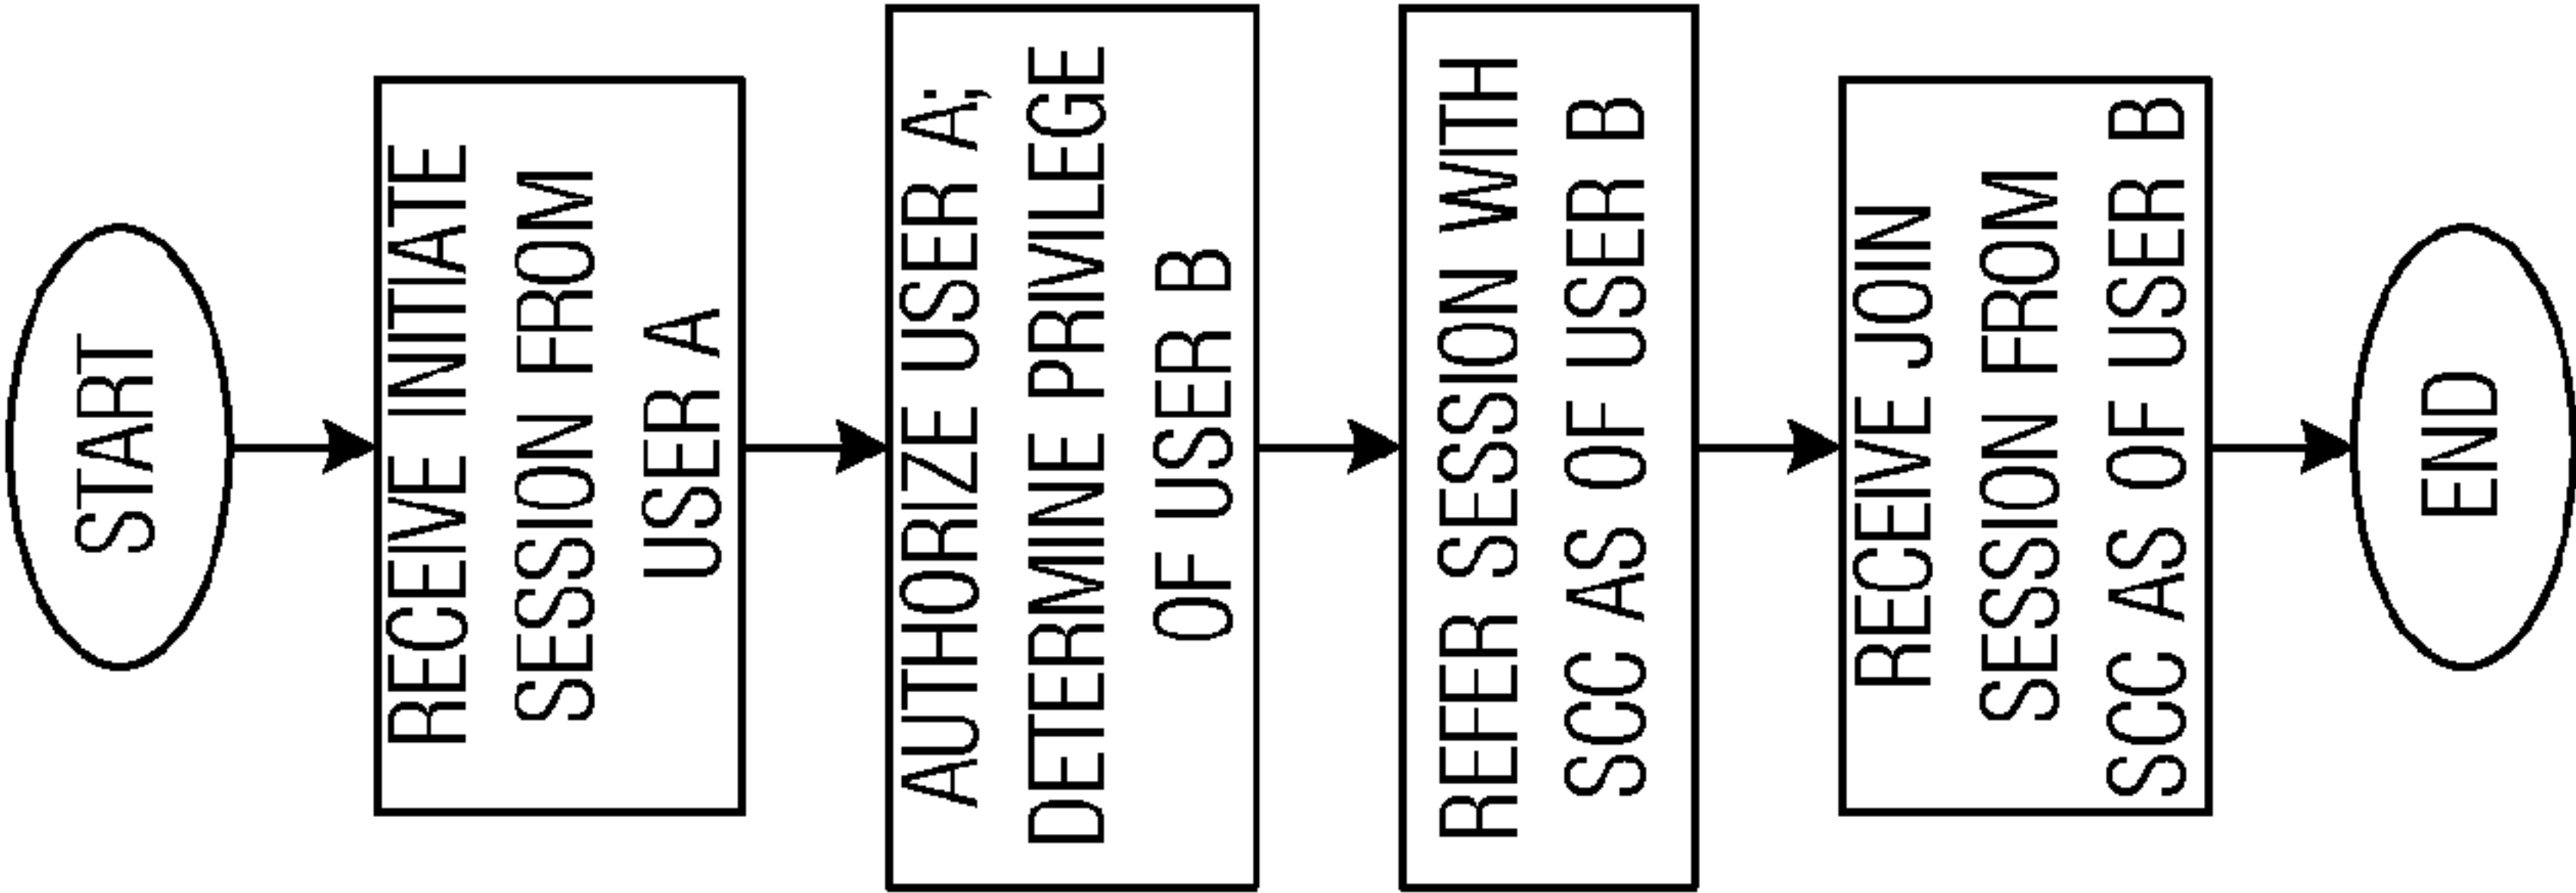 START
RECEIVE INITIATE
SESSION FROM
USER A
AUTHORIZE USER A;
DETERMINE PRIVILEGE
OF USER B
REFER SESSION WITH
SCC AS OF USER B
RECEIVE JOIN
SESSION FROM
SCC AS OF USER B
END